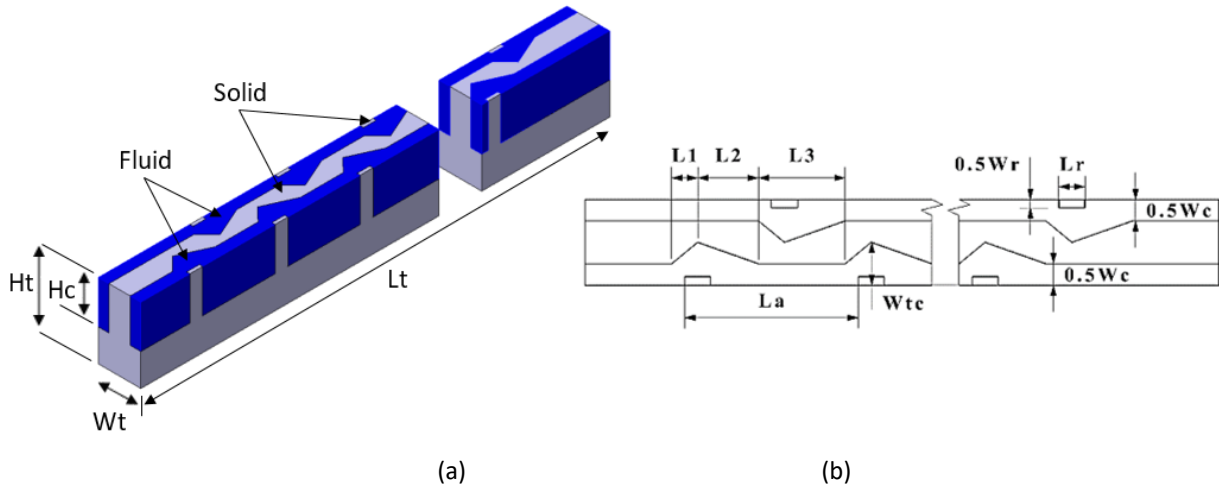 Solid
Fluid
Ht
Hc
Lt
Wt
(a)
L1
L2
L3
0.5Wr
Lr
0.5Wc
0.5Wc
La
Wtc
(b)